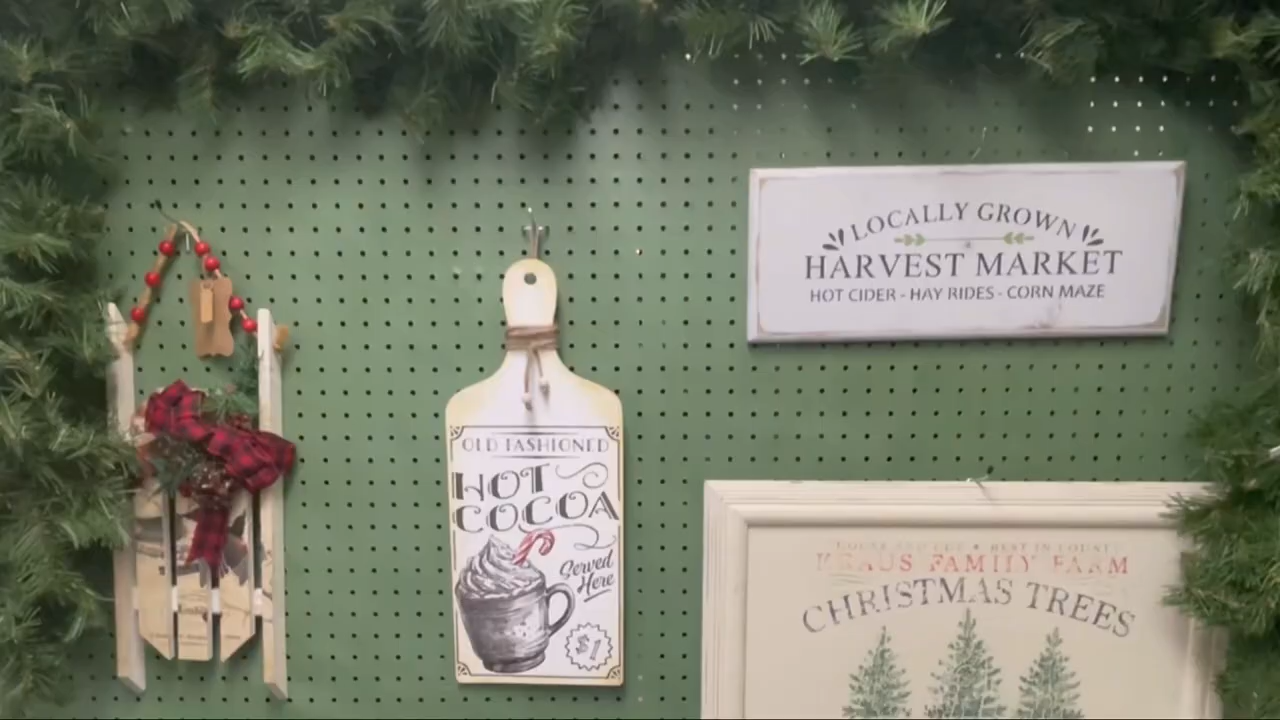 LOCALLY GROWN
HARVEST MARKET
HOT CIDER - HAY RIDES - CORN MAZE
OLD FASHIONED
HOT
COCOA
Served
Here
$1
KRAUS FAMILY FARM
CHRISTMAS TREES